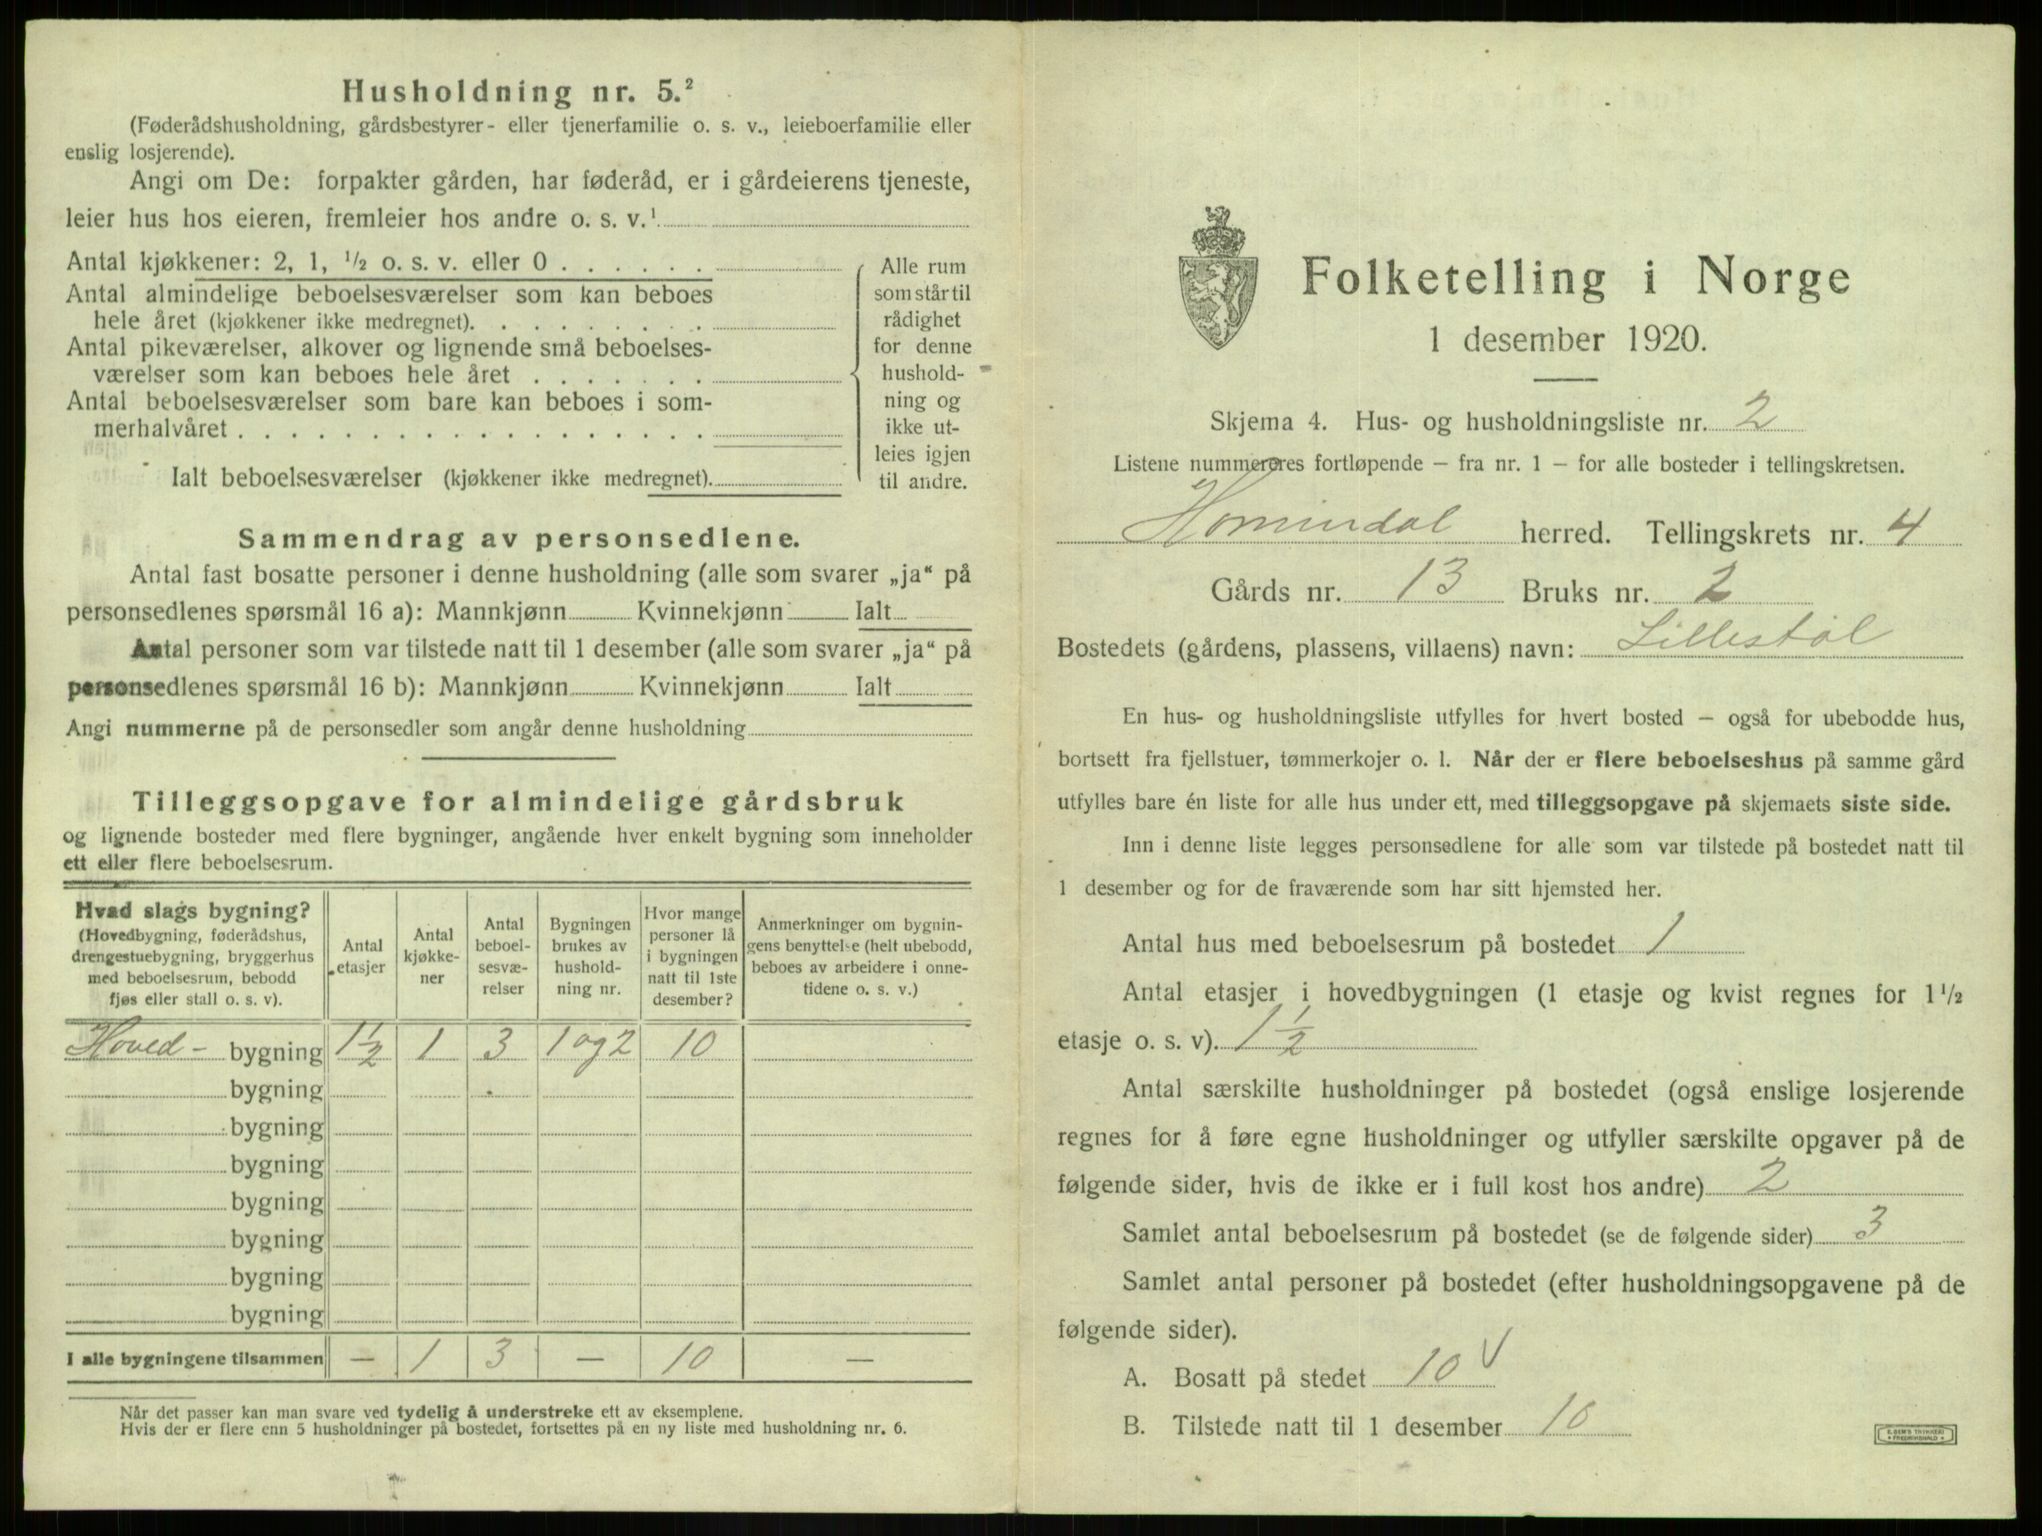 Husholdning nr. 5.²
(Føderådshusholdning, gårdsbestyrer- eller tjenerfamilie o. s. v., leieboerfamilie eller
enslig losjerende).
Angi om De: forpakter gården, har føderåd, er i gårdeierens tjeneste,
leier hus hos eieren, fremleier hos andre o. s. v.¹
Antal kjøkkener: 2, 1, ½ o. s. v. eller 0 . . . . . .
Antal almindelige beboelsesværelser som kan beboes
hele året (kjøkkener ikke medregnet). . . . . . . . .
Antal pikeværelser, alkover og lignende små beboelses-
værelser som kan beboes hele året . . . . . . .
Antal beboelsesværelser som bare kan beboes i som-
merhalvåret . . . . . . . . . . . . . . . . . .
Ialt beboelsesværelser (kjøkkener ikke medregnet).
Alle rum
som står til
rådighet
for denne
hushold-
ning og
ikke ut-
leies igjen
til andre.
Sammendrag av personsedlene.
Antal fast bosatte personer i denne husholdning (alle som svarer „ja“ på
personsedlenes spørsmål 16 a): Mannkjønn Kvinnekjønn Ialt
Antal personer som var tilstede natt til 1 desember (alle som svarer „ja“ på
personsedlenes spørsmål 16 b): Mannkjønn Kvinnekjønn Ialt
Angi nummerne på de personsedler som angår denne husholdning
Tilleggsopgave for almindelige gårdsbruk
og lignende bosteder med flere bygninger, angående hver enkelt bygning som inneholder
ett eller flere beboelsesrum.
Hvad slags bygning?
(Hovedbygning, føderådshus,
drengestuebygning, bryggerhus
med beboelsesrum, bebodd
fjøs eller stall o. s. v).
Antal
etasjer
Antal
kjøkke-
ner
Antal
beboel-
sesvæ-
relser
Bygningen
brukes av
hushold-
ning nr.
Hvor mange
personer lå
i bygningen
natt til 1ste
desember?
Anmerkninger om bygnin-
gens benyttelse (helt ubebodd,
beboes av arbeidere i onne-
tidene o. s. v.)
Hoved- bygning 1½ 1 3 1 og 2 10
bygning
bygning
bygning
bygning
bygning
bygning
bygning
I alle bygningene tilsammen — 1 3 — 10 —
Når det passer kan man svare ved tydelig å understreke ett av eksemplene.
Hvis der er flere enn 5 husholdninger på bostedet, fortsettes på en ny liste med husholdning nr. 6.
Folketelling i Norge
1 desember 1920.
Skjema 4. Hus- og husholdningsliste nr. 2
Listene nummereres fortløpende – fra nr. 1 – for alle bosteder i tellingskretsen.
Hornindal herred. Tellingskrets nr. 4
Gårds nr. 13 Bruks nr. 2
Bostedets (gårdens, plassens, villaens) navn: Lillestøl
En hus- og husholdningsliste utfylles for hvert bosted – også for ubebodde hus,
bortsett fra fjellstuer, tømmerkojer o. l. Når der er flere beboelseshus på samme gård
utfylles bare én liste for alle hus under ett, med tilleggsopgave på skjemaets siste side.
Inn i denne liste legges personsedlene for alle som var tilstede på bostedet natt til
1 desember og for de fraværende som har sitt hjemsted her.
Antal hus med beboelsesrum på bostedet 1
Antal etasjer i hovedbygningen (1 etasje og kvist regnes for 1½
etasje o. s. v). 1½
Antal særskilte husholdninger på bostedet (også enslige losjerende
regnes for å føre egne husholdninger og utfyller særskilte opgaver på de
følgende sider, hvis de ikke er i full kost hos andre) 2
Samlet antal beboelsesrum på bostedet (se de følgende sider) 3
Samlet antal personer på bostedet (efter husholdningsopgavene på de
følgende sider).
A. Bosatt på stedet 10 √
B. Tilstede natt til 1 desember 10